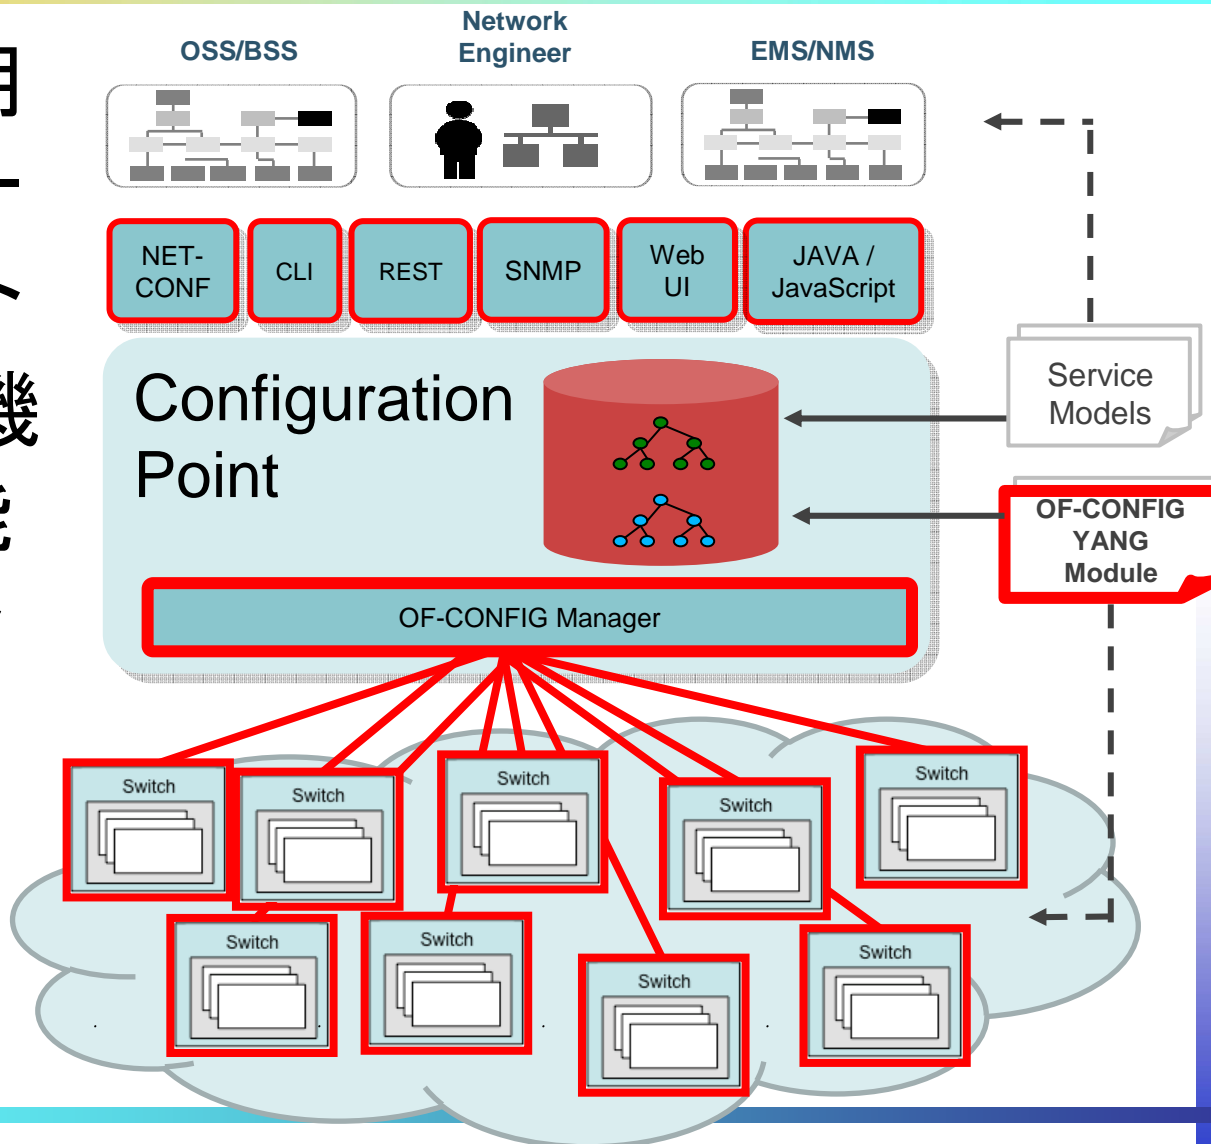 Network
OSS/BSS
Engineer
EMS/NMS
NET-
CONF
CLI
REST
SNMP
Web
UI
JAVA /
JavaScript
機
Configuration
Point
Service
Models
OF-CONFIG
YANG
Module
OF-CONFIG Manager
Switch
Switch
Switch
Switch
Switch
Switch
Switch
Switch
Switch